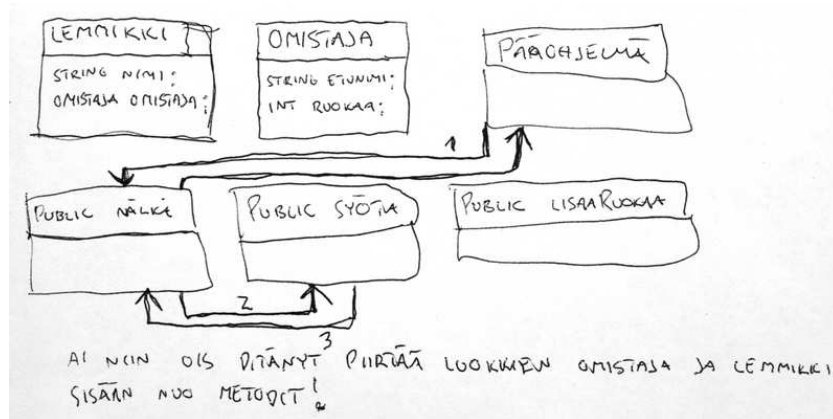 LEMMIKKI
STRING NIMI;
OMISTAJA OMISTAJA;
OMISTAJA
STRING ETUNIMI;
INT RUOKAA;
PÄÄOHJELMÄ
1
PUBLIC NÄLKÄ
PUBLIC SYÖTÄ
PUBLIC LISAARUOKAA
2
3
AI NIIN OIS PITÄNYT PIIRTÄÄ LUOKKIEN OMISTAJA JA LEMMIKKI
SISÄÄN NUO METODIT!